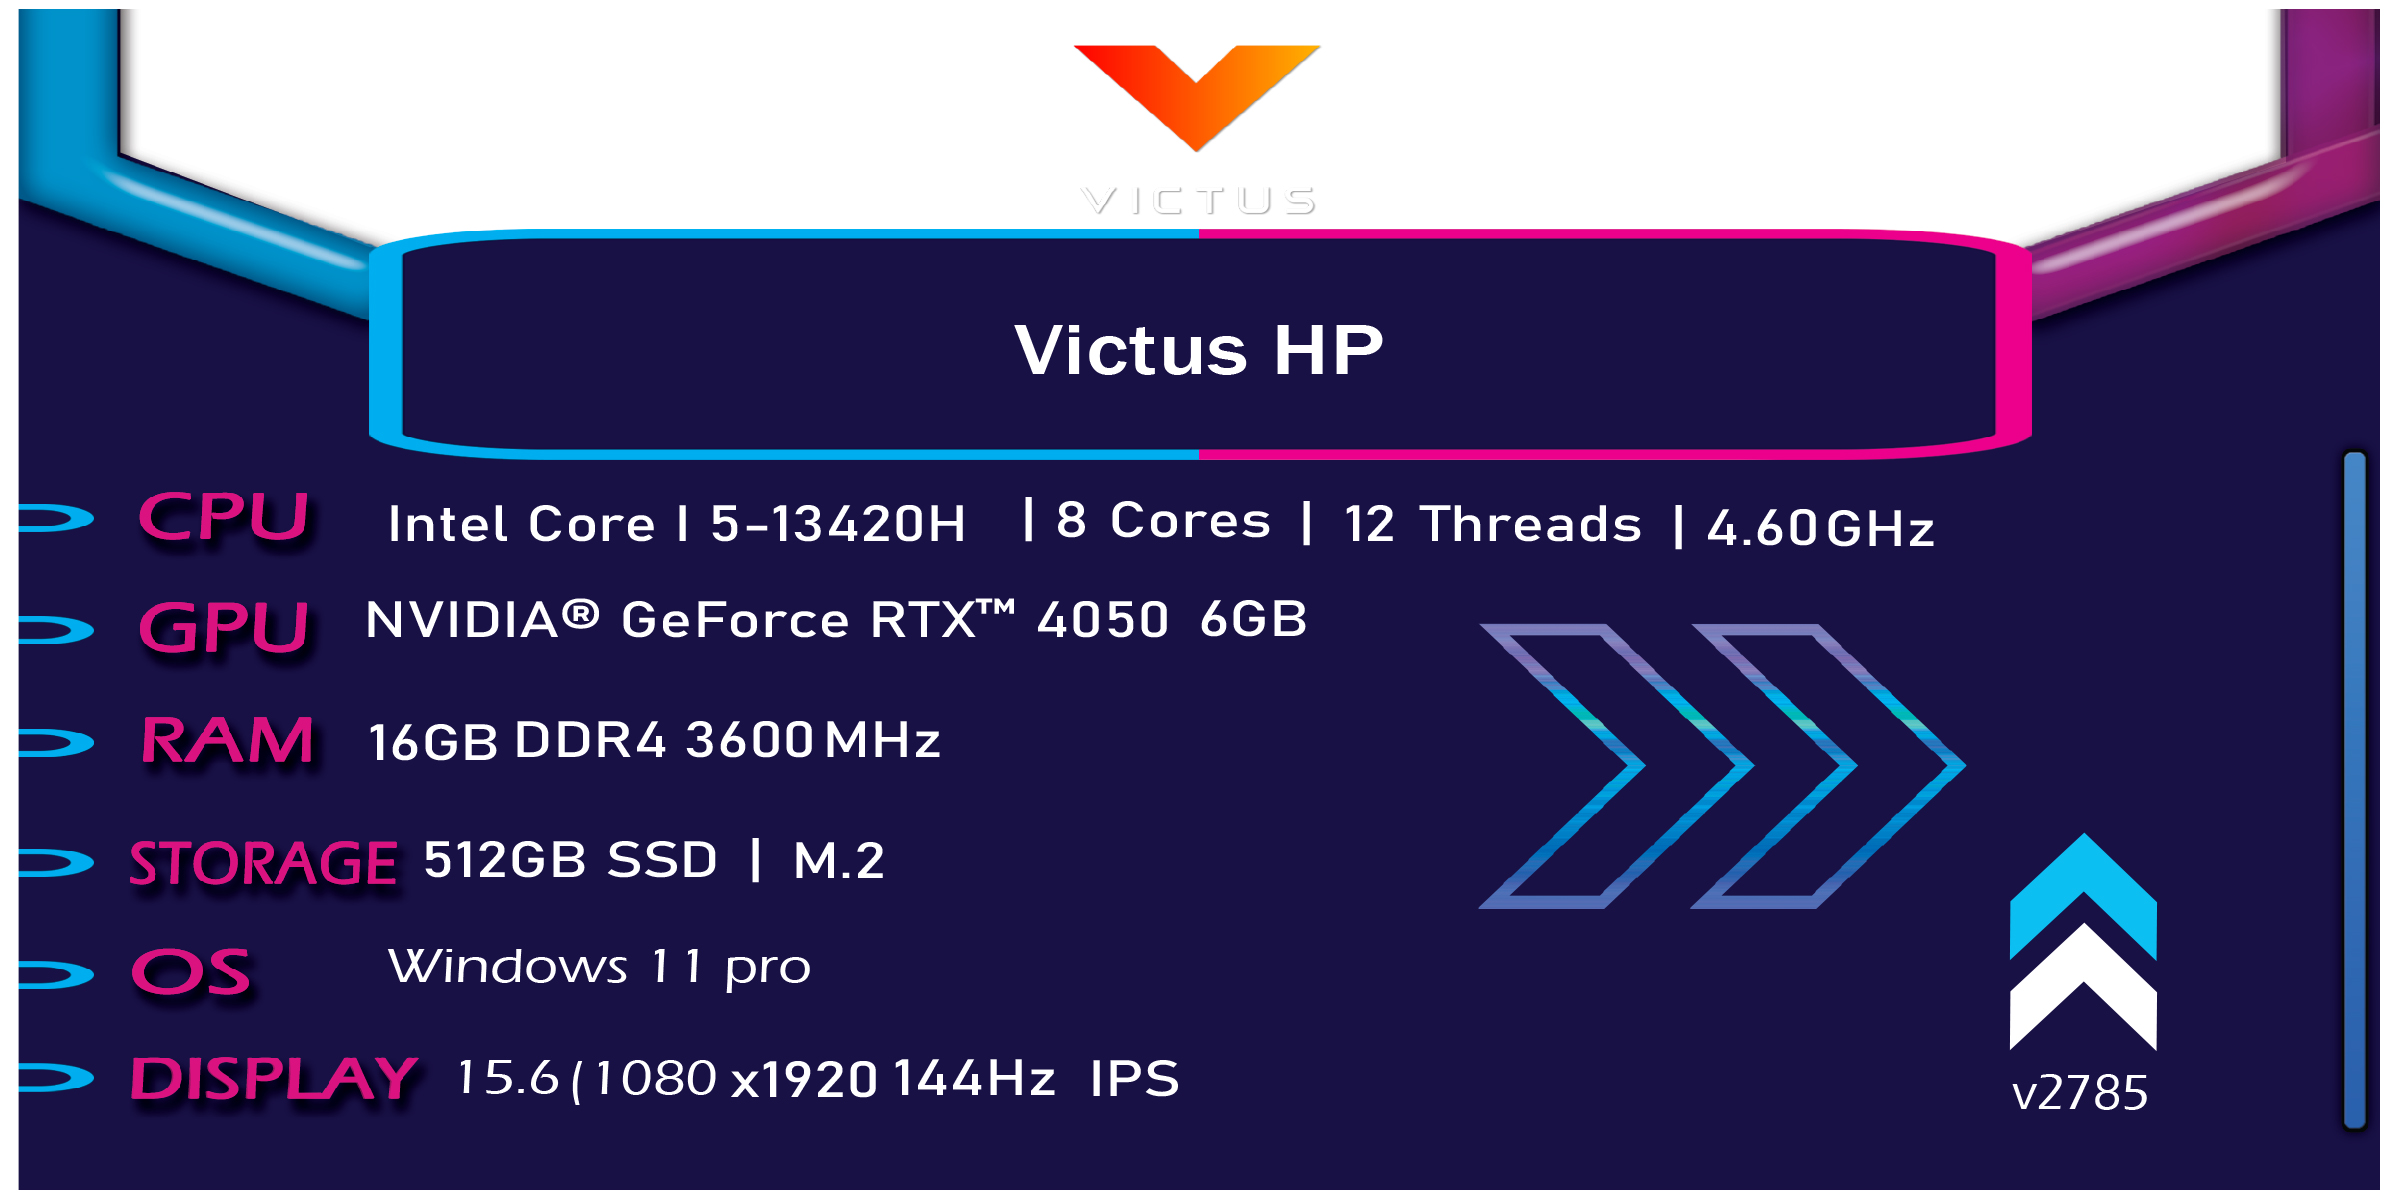 VICTUS
Victus HP
CPU Intel Core I 5-13420H | 8 Cores | 12 Threads | 4.60GHz
GPU NVIDIA® GeForce RTX™ 4050 6GB
RAM 16GB DDR4 3600MHz
STORAGE 512GB SSD | M.2
OS Windows 11 pro
DISPLAY 15.6 (1080 x1920 144Hz IPS
v2785